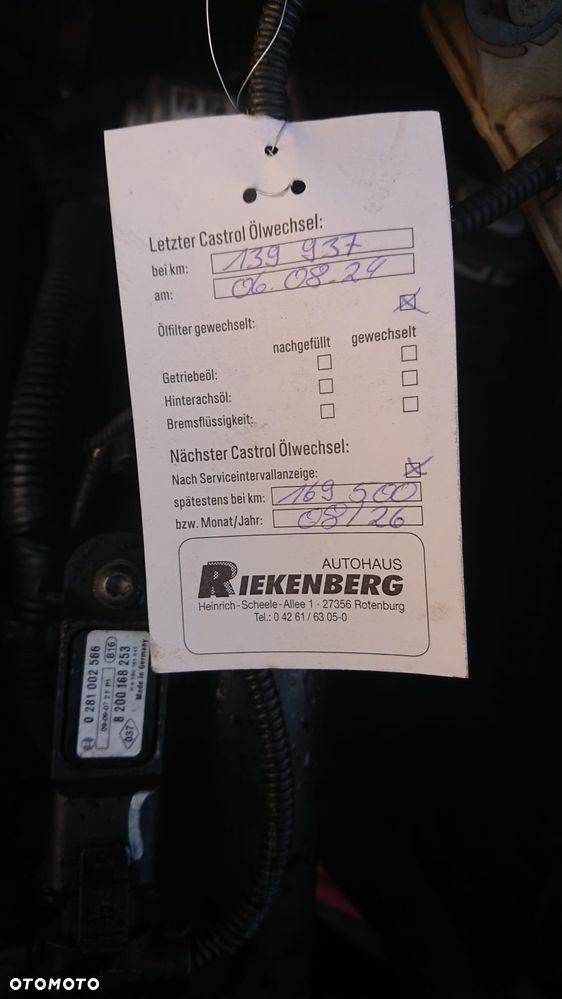 Letzter Castrol Ölwechsel:
bei km: 139 937
am: 06.08.24
Ölfilter gewechselt:
nachgefüllt gewechselt
Getriebeöl:
Hinterachsöl:
Bremsflüssigkeit:
Nächster Castrol Ölwechsel:
Nach Serviceintervallanzeige:
spätestens bei km: 169 500
bzw. Monat/Jahr: 08/26
AUTOHAUS
RIEKENBERG
Heinrich-Scheele-Allee 1 · 27356 Rotenburg
Tel.: 0 42 61 / 63 05-0
0 281 002 566
816
8 200 168 253
Made in Germany
037
OTOMOTO